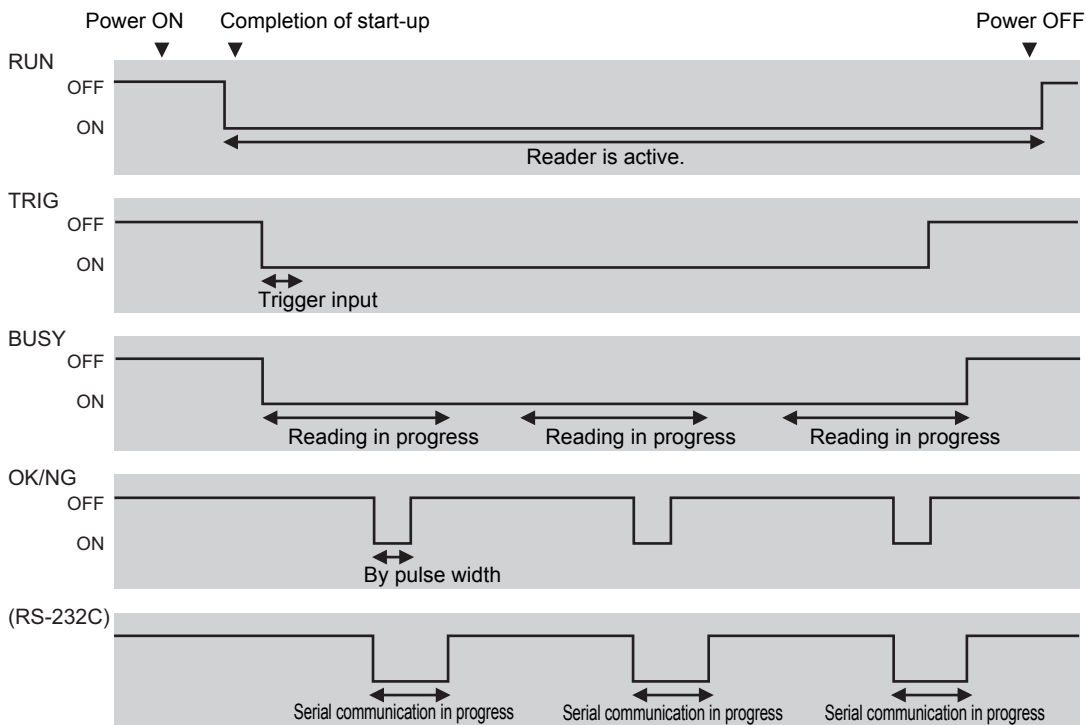 Power ON
Completion of start-up
Power OFF
RUN
OFF
ON
Reader is active.
TRIG
OFF
ON
Trigger input
BUSY
OFF
ON
Reading in progress
Reading in progress
Reading in progress
OK/NG
OFF
ON
By pulse width
(RS-232C)
Serial communication in progress
Serial communication in progress
Serial communication in progress